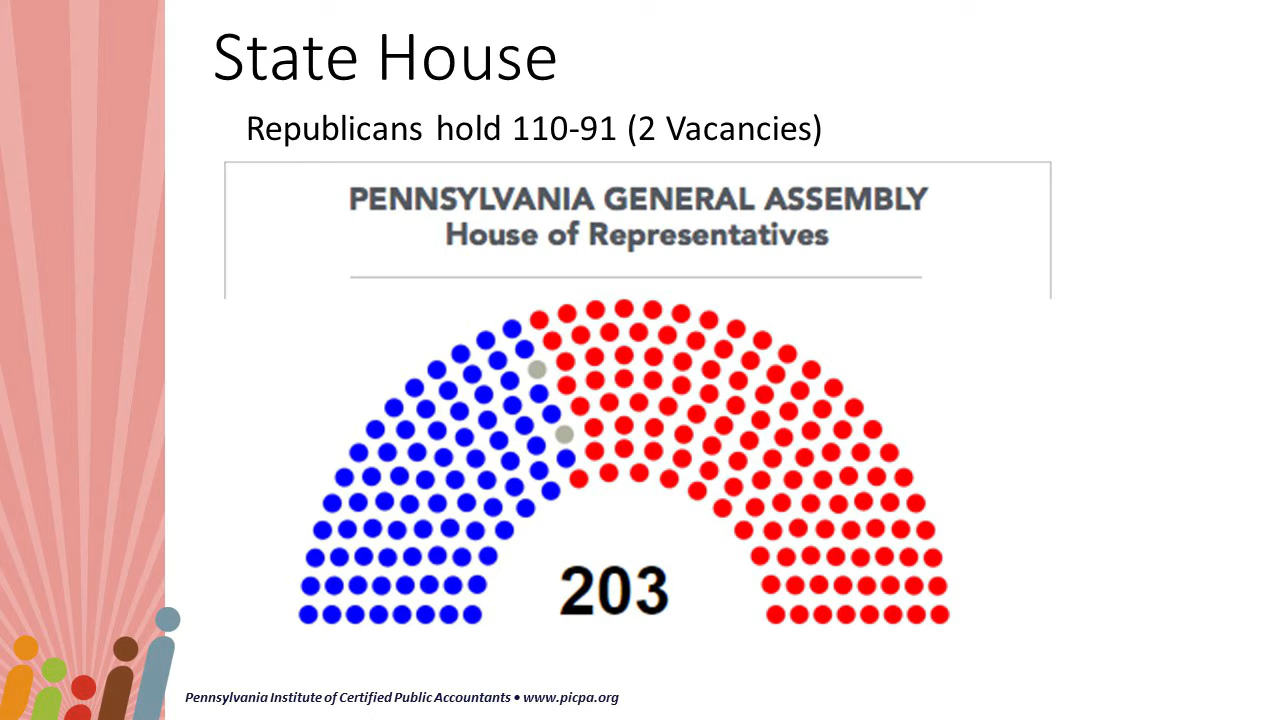 State House
Republicans hold 110-91 (2 Vacancies)
PENNSYLVANIA GENERAL ASSEMBLY
House of Representatives
203
Pennsylvania Institute of Certified Public Accountants • www.picpa.org